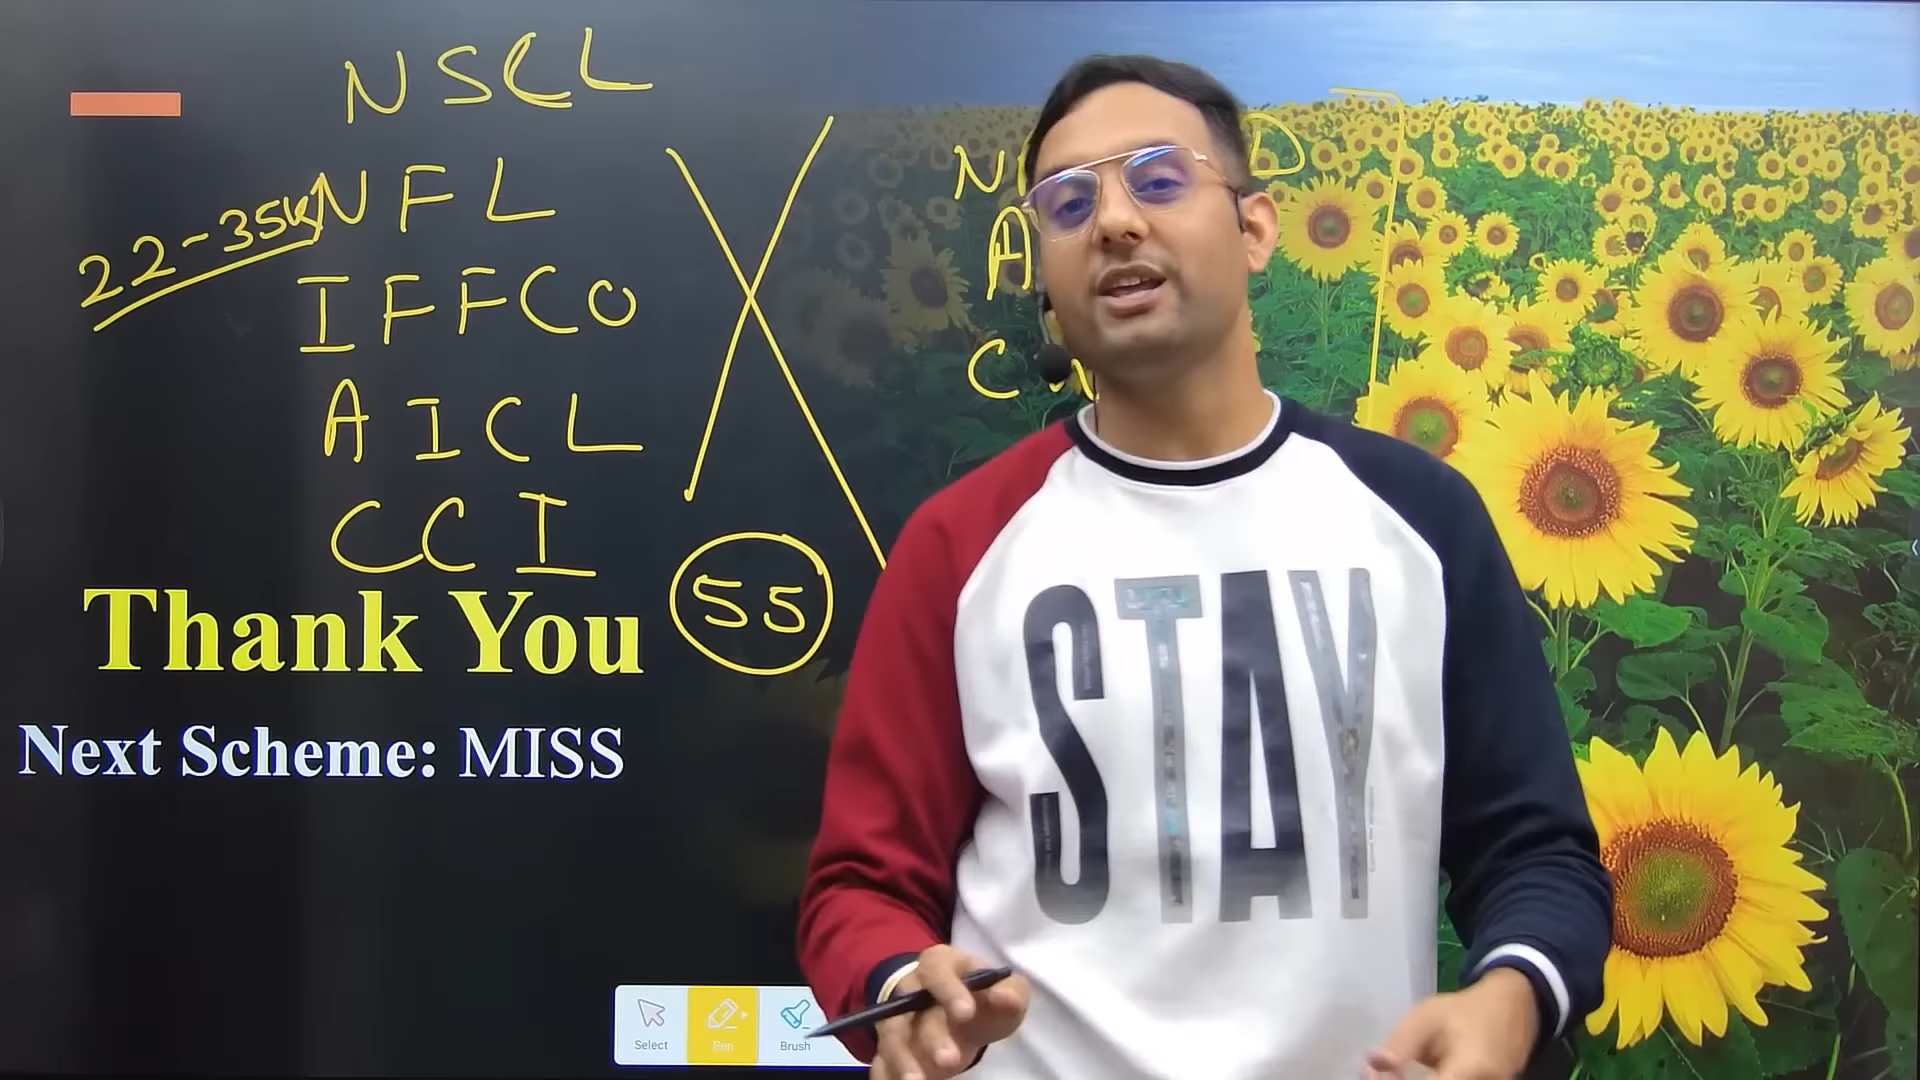 NSCL
22-35k NFL
IFFCO
AICL
CCI
55
Thank You
Next Scheme: MISS
STAY
Select
Pen
Brush